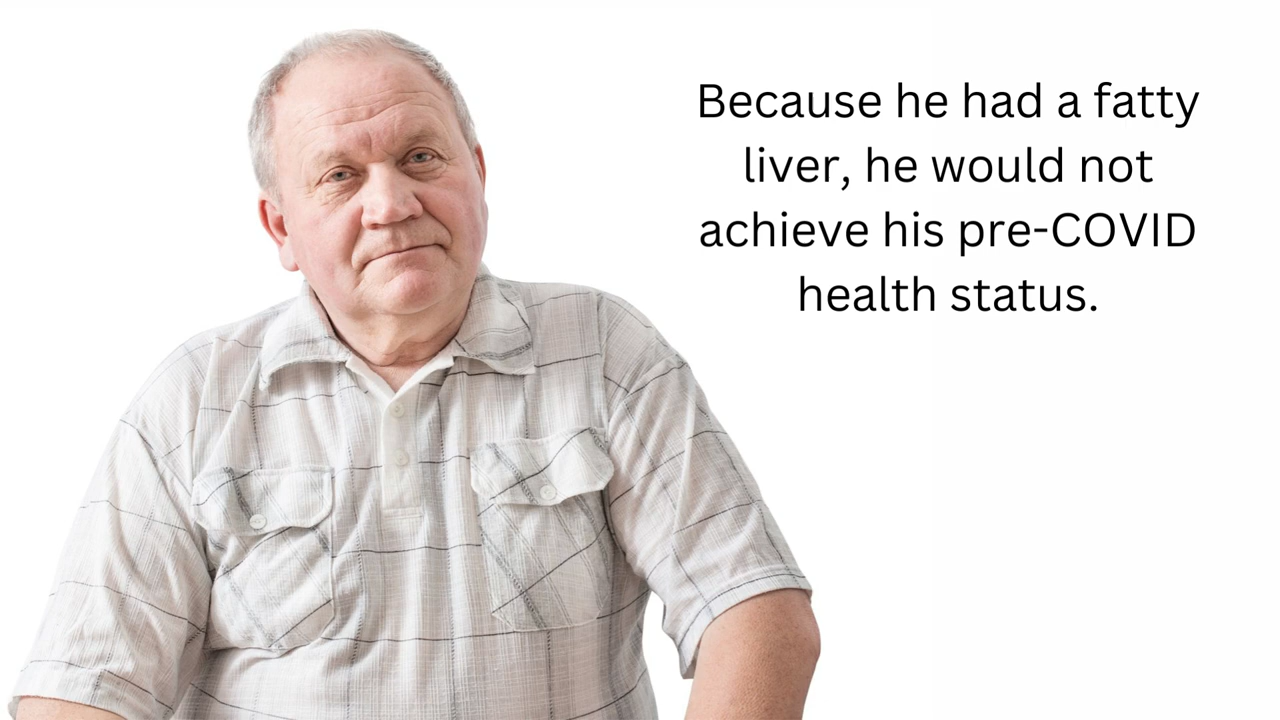 Because he had a fatty
liver, he would not
achieve his pre-COVID
health status.